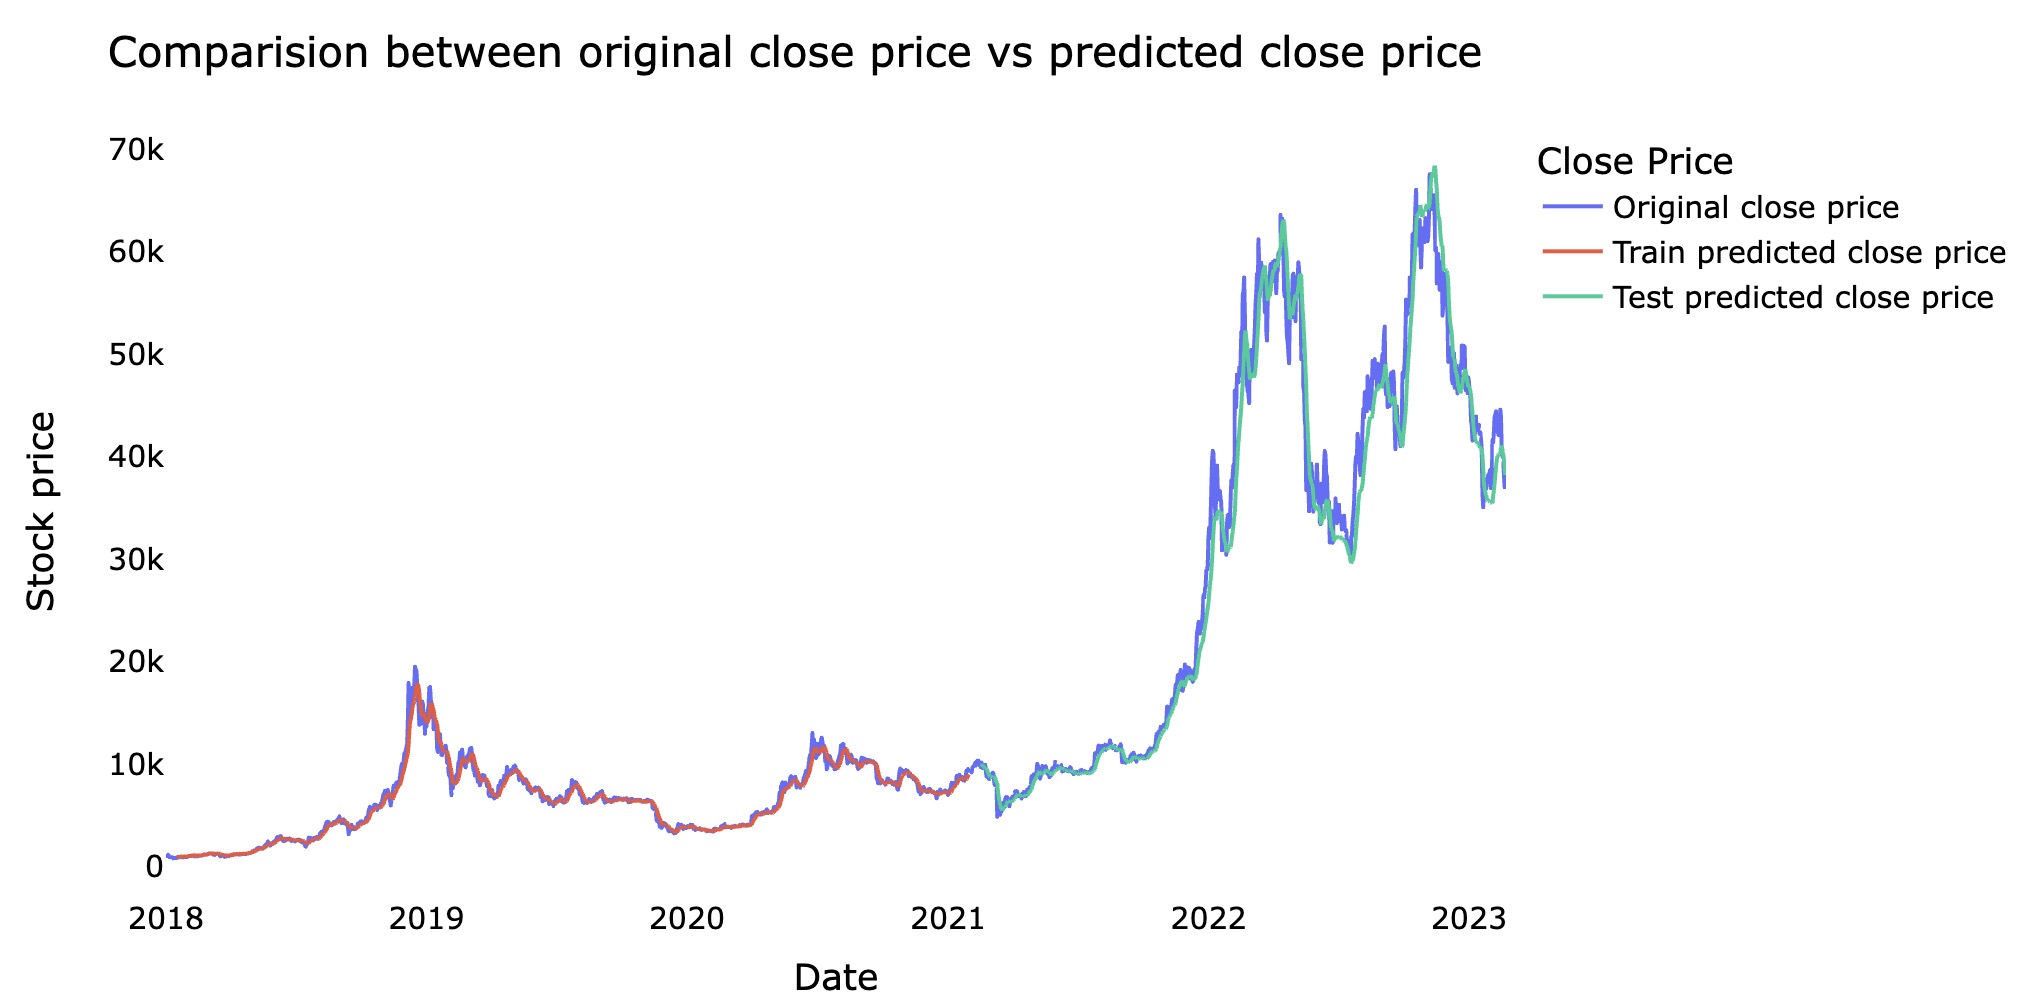 Comparision between original close price vs predicted close price
70k
60k
50k
40k
30k
20k
10k
0
Stock price
2018 2019 2020 2021 2022 2023
Date
Close Price
Original close price
Train predicted close price
Test predicted close price